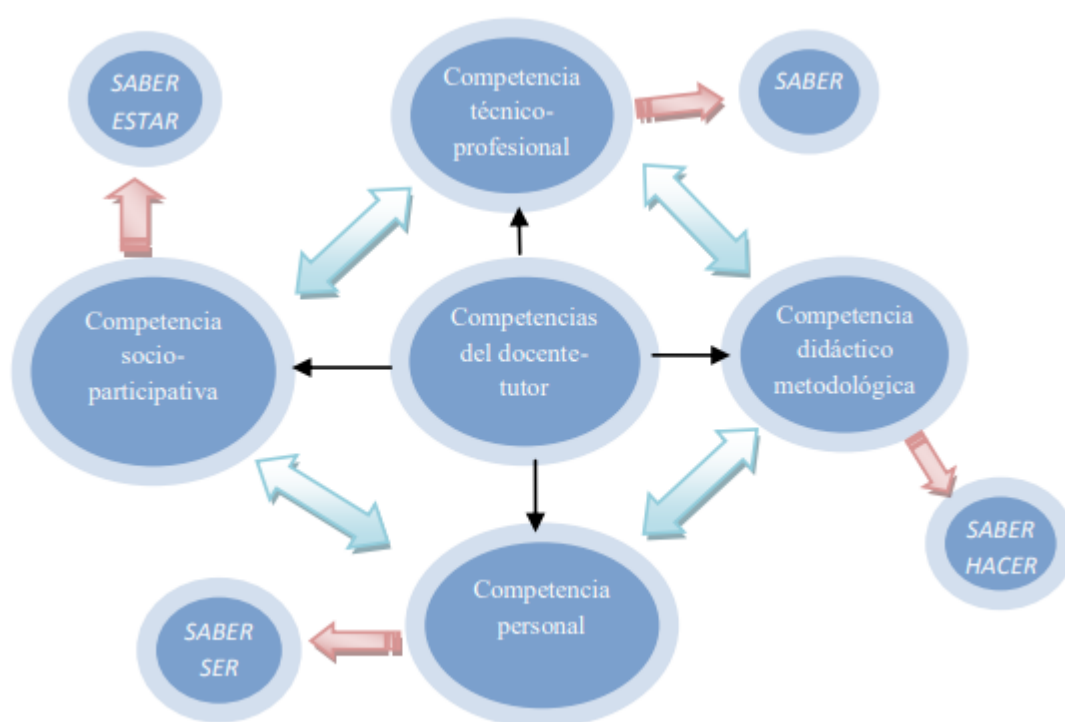 SABER
ESTAR
Competencia
técnico-
profesional
SABER
Competencia
socio-
participativa
Competencias
del docente-
tutor
Competencia
didáctico
metodológica
SABER
HACER
Competencia
personal
SABER
SER